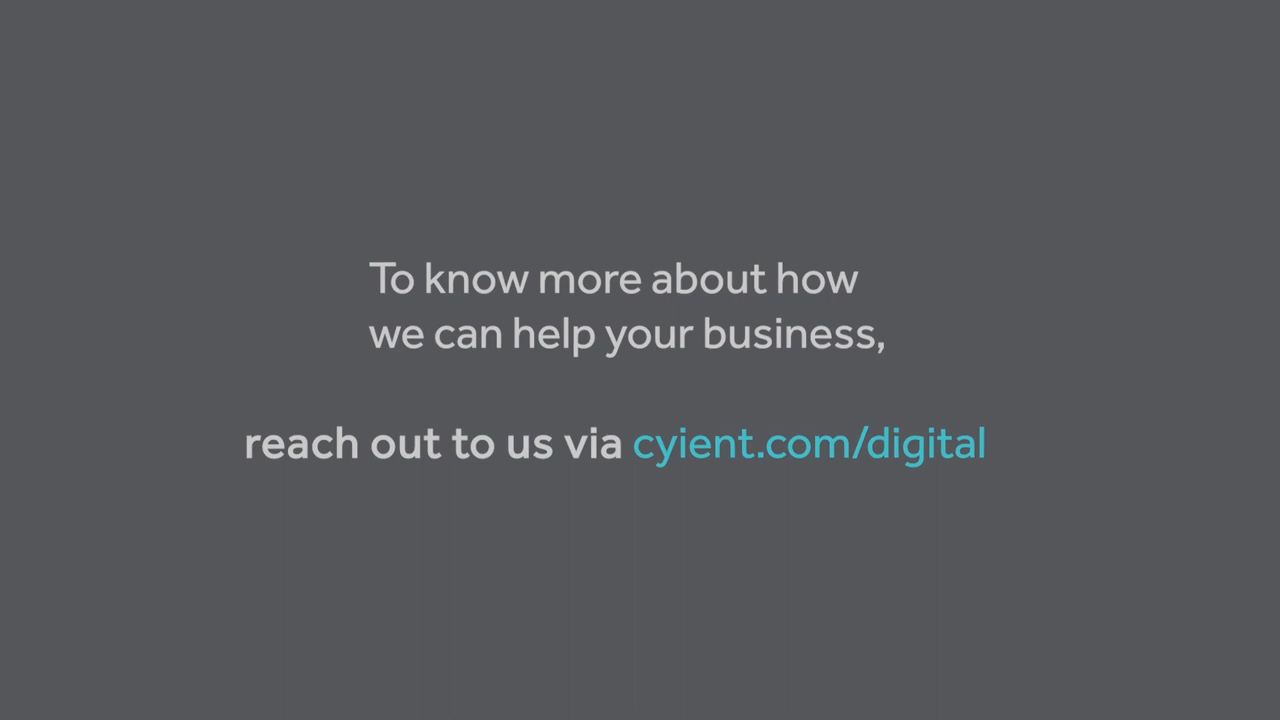 To know more about how
we can help your business,
reach out to us via cyient.com/digital